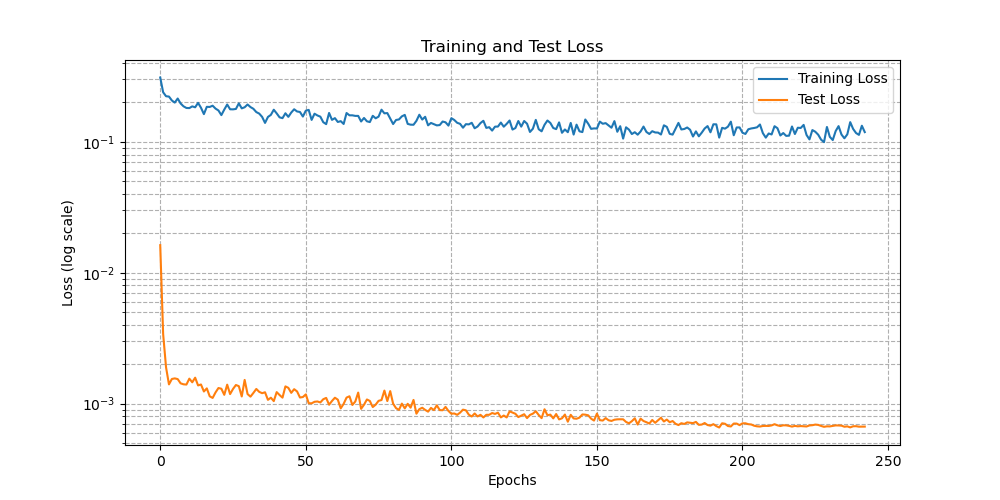 Training and Test Loss
Training Loss
Test Loss
10⁻¹
10⁻²
10⁻³
Loss (log scale)
0 50 100 150 200 250
Epochs